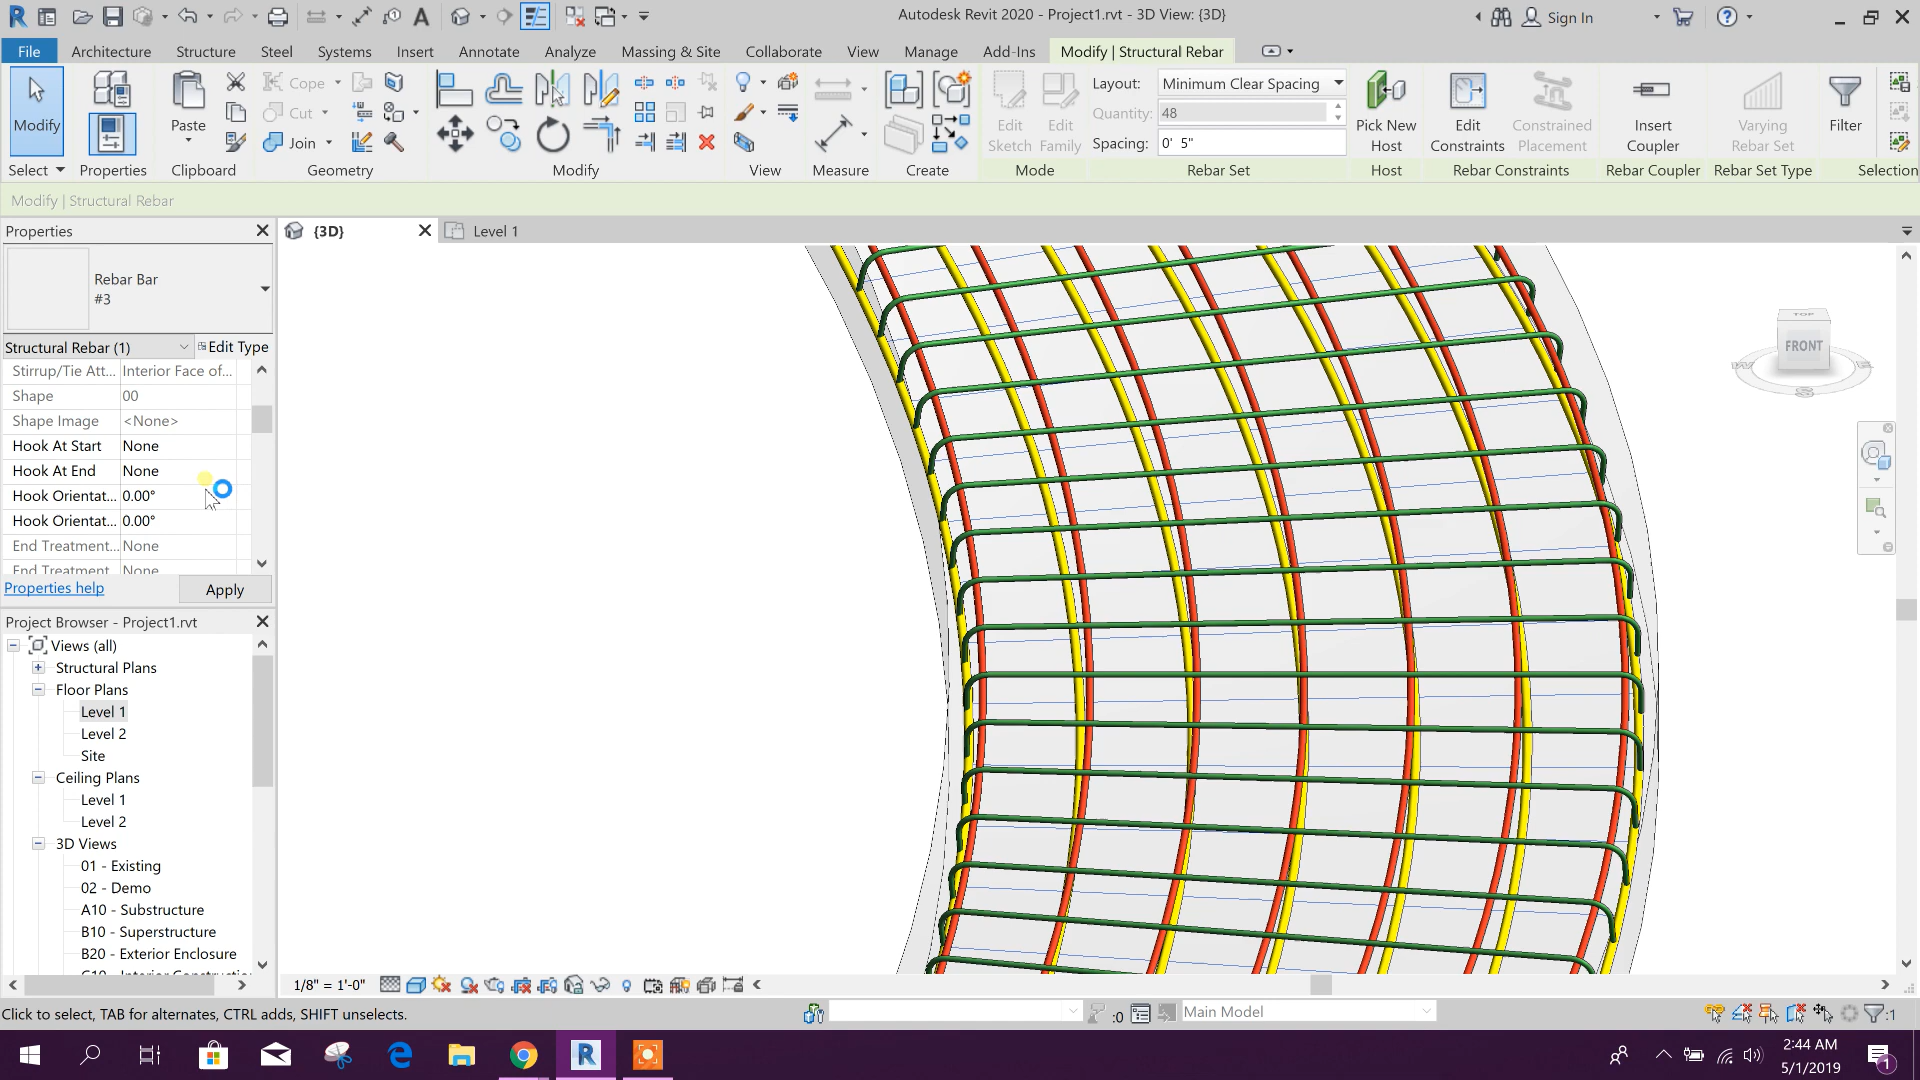 Autodesk Revit 2020 - Project1.rvt - 3D View: {3D}
Sign In
File Architecture Structure Steel Systems Insert Annotate Analyze Massing & Site Collaborate View Manage Add-Ins Modify | Structural Rebar
Modify
Paste
Cope
Cut
Join
Edit Sketch
Edit Family
Layout: Minimum Clear Spacing
Quantity: 48
Spacing: 0' 5"
Pick New Host
Edit Constraints
Constrained Placement
Insert Coupler
Varying Rebar Set
Filter
Select Properties Clipboard Geometry Modify View Measure Create Mode Rebar Set Host Rebar Constraints Rebar Coupler Rebar Set Type Selection
Modify | Structural Rebar
Properties
{3D}
Level 1
Rebar Bar
#3
Structural Rebar (1) Edit Type
Stirrup/Tie Att... Interior Face of...
Shape 00
Shape Image <None>
Hook At Start None
Hook At End None
Hook Orientat... 0.00°
Hook Orientat... 0.00°
End Treatment... None
End Treatment... None
Properties help Apply
Project Browser - Project1.rvt
Views (all)
Structural Plans
Floor Plans
Level 1
Level 2
Site
Ceiling Plans
Level 1
Level 2
3D Views
01 - Existing
02 - Demo
A10 - Substructure
B10 - Superstructure
B20 - Exterior Enclosure
TOP
FRONT
W
E
S
1/8" = 1'-0"
Click to select, TAB for alternates, CTRL adds, SHIFT unselects.
:0
Main Model
:1
2:44 AM
5/1/2019
1